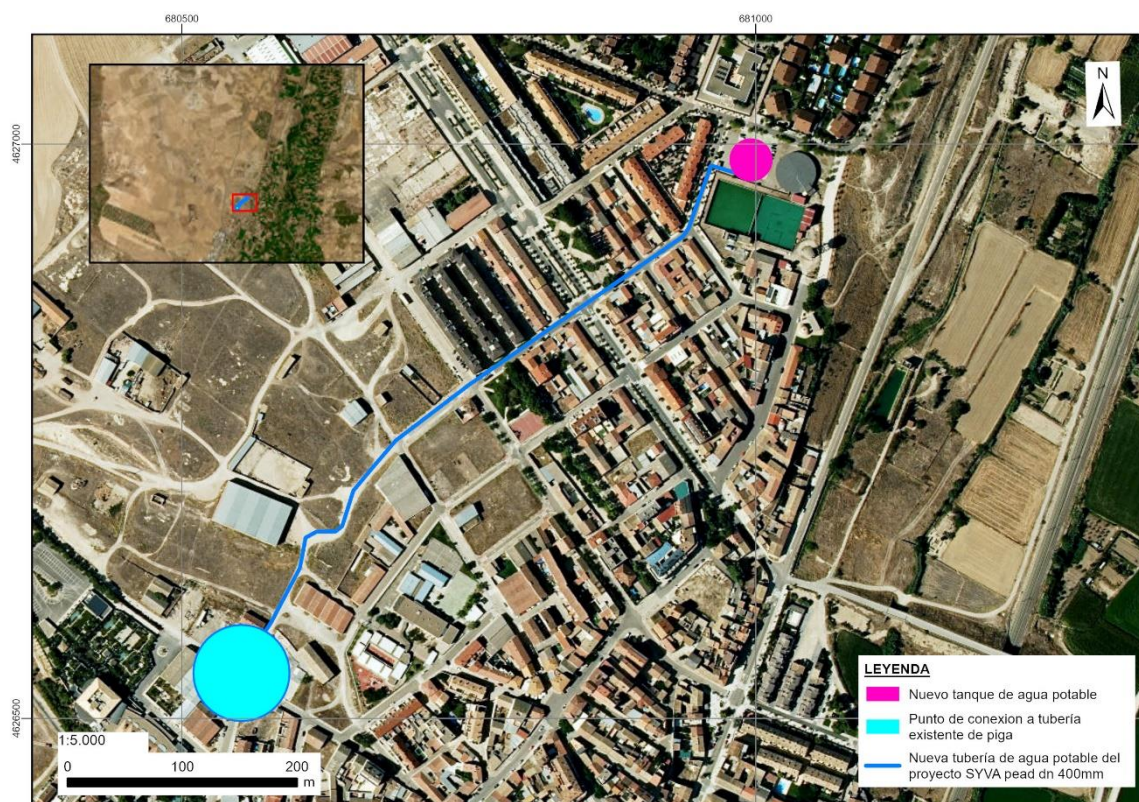 680500
681000
4627000
N
4626500
LEYENDA
Nuevo tanque de agua potable
Punto de conexion a tubería
existente de piga
Nueva tubería de agua potable del
proyecto SYVA pead dn 400mm
1:5.000
0 100 200
m